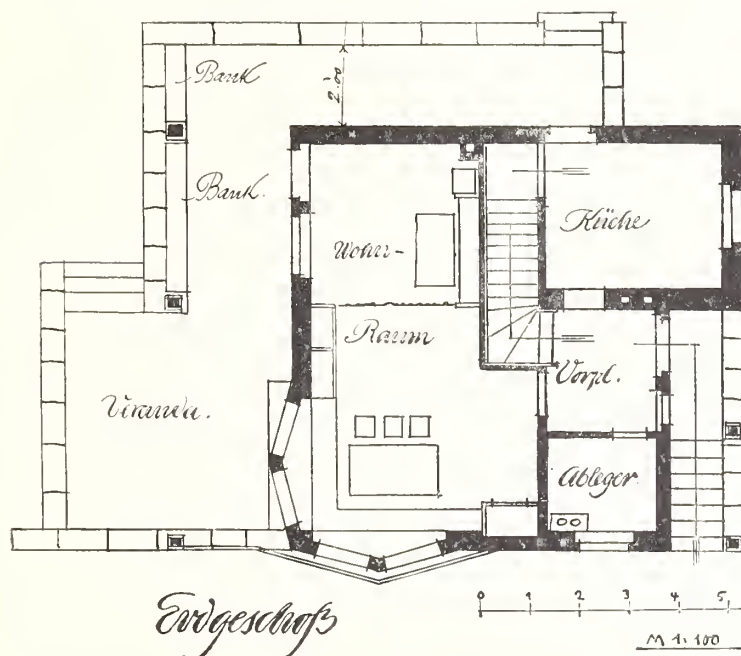 Bank
2.00
Bank.
Küche
Wohn-
Raum
Vorpl.
Veranda.
Ableger.
Erdgeschoß
0 1 2 3 4 5
M 1:100